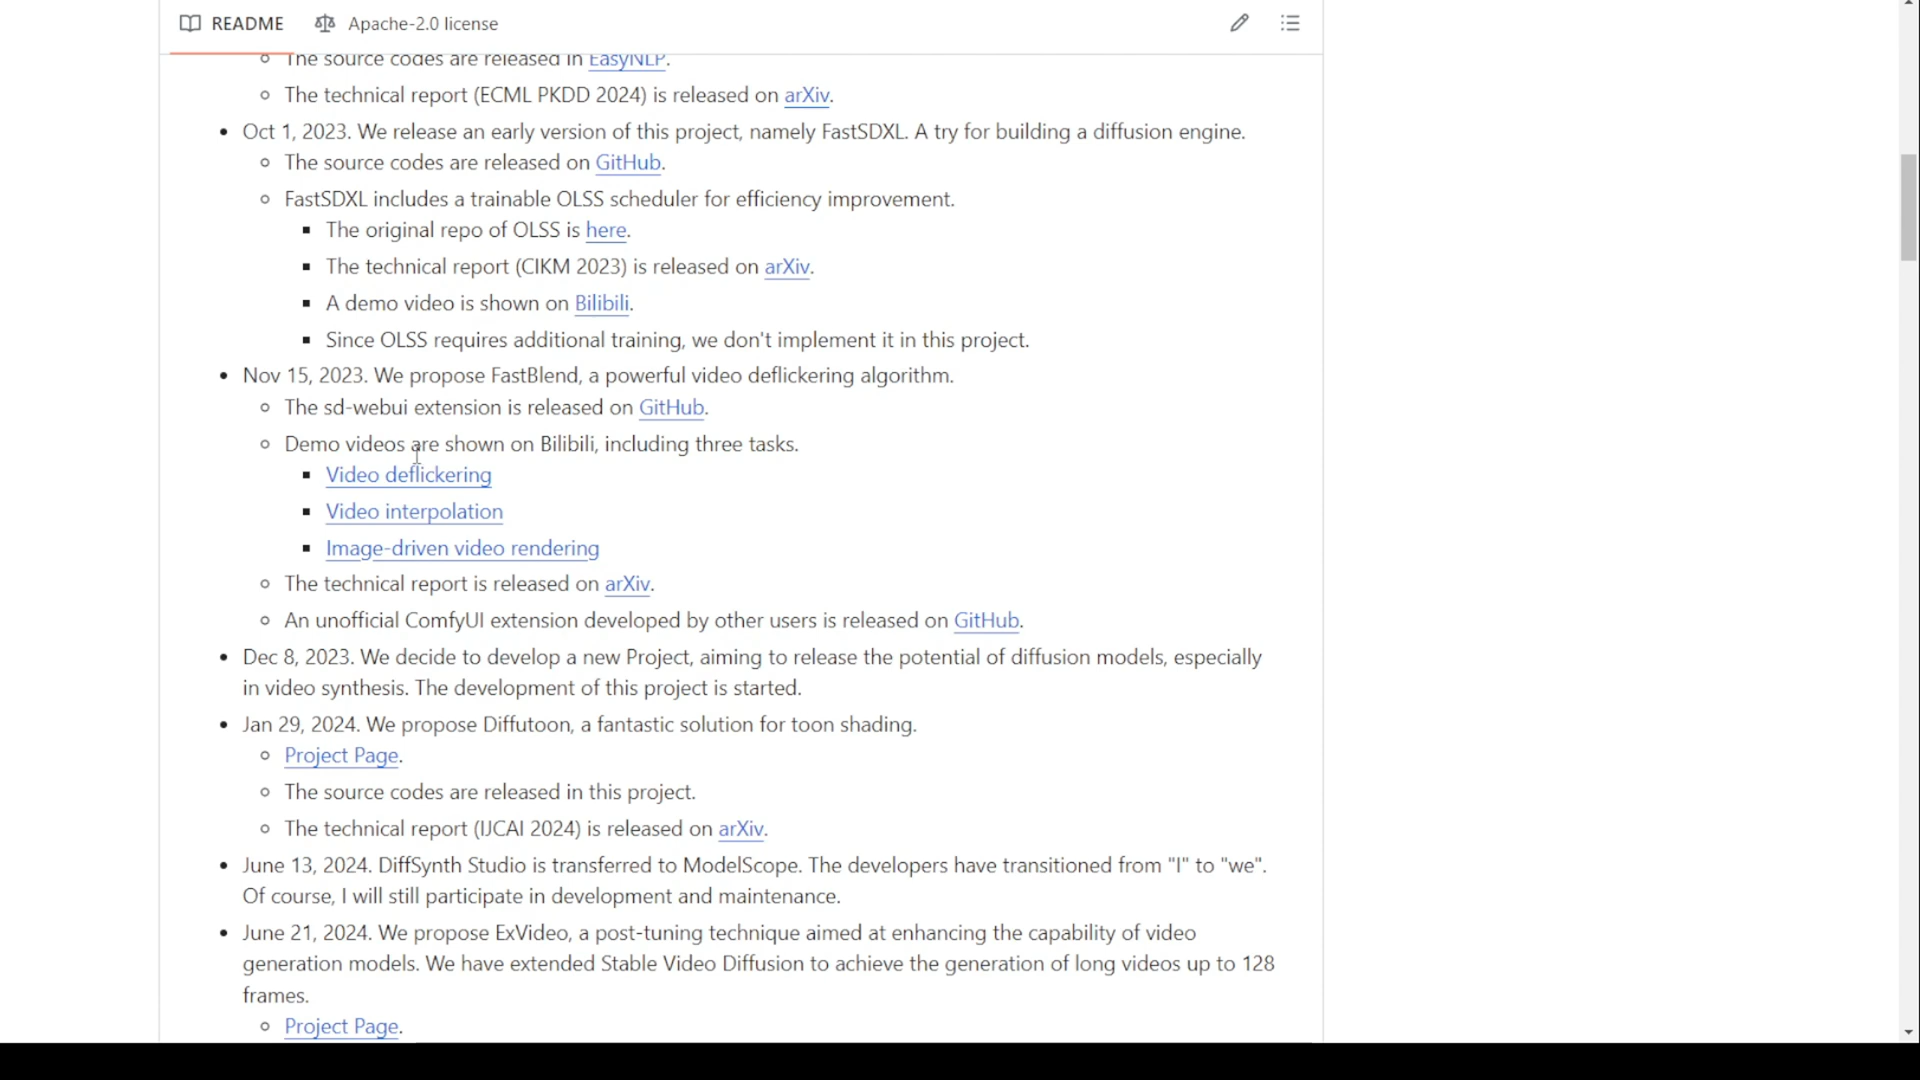 README Apache-2.0 license
The source codes are released in EasyNLP.
The technical report (ECML PKDD 2024) is released on arXiv.
Oct 1, 2023. We release an early version of this project, namely FastSDXL. A try for building a diffusion engine.
The source codes are released on GitHub.
FastSDXL includes a trainable OLSS scheduler for efficiency improvement.
The original repo of OLSS is here.
The technical report (CIKM 2023) is released on arXiv.
A demo video is shown on Bilibili.
Since OLSS requires additional training, we don't implement it in this project.
Nov 15, 2023. We propose FastBlend, a powerful video deflickering algorithm.
The sd-webui extension is released on GitHub.
Demo videos are shown on Bilibili, including three tasks.
Video deflickering
Video interpolation
Image-driven video rendering
The technical report is released on arXiv.
An unofficial ComfyUI extension developed by other users is released on GitHub.
Dec 8, 2023. We decide to develop a new Project, aiming to release the potential of diffusion models, especially
in video synthesis. The development of this project is started.
Jan 29, 2024. We propose Diffutoon, a fantastic solution for toon shading.
Project Page.
The source codes are released in this project.
The technical report (IJCAI 2024) is released on arXiv.
June 13, 2024. DiffSynth Studio is transferred to ModelScope. The developers have transitioned from "I" to "we".
Of course, I will still participate in development and maintenance.
June 21, 2024. We propose ExVideo, a post-tuning technique aimed at enhancing the capability of video
generation models. We have extended Stable Video Diffusion to achieve the generation of long videos up to 128
frames.
Project Page.